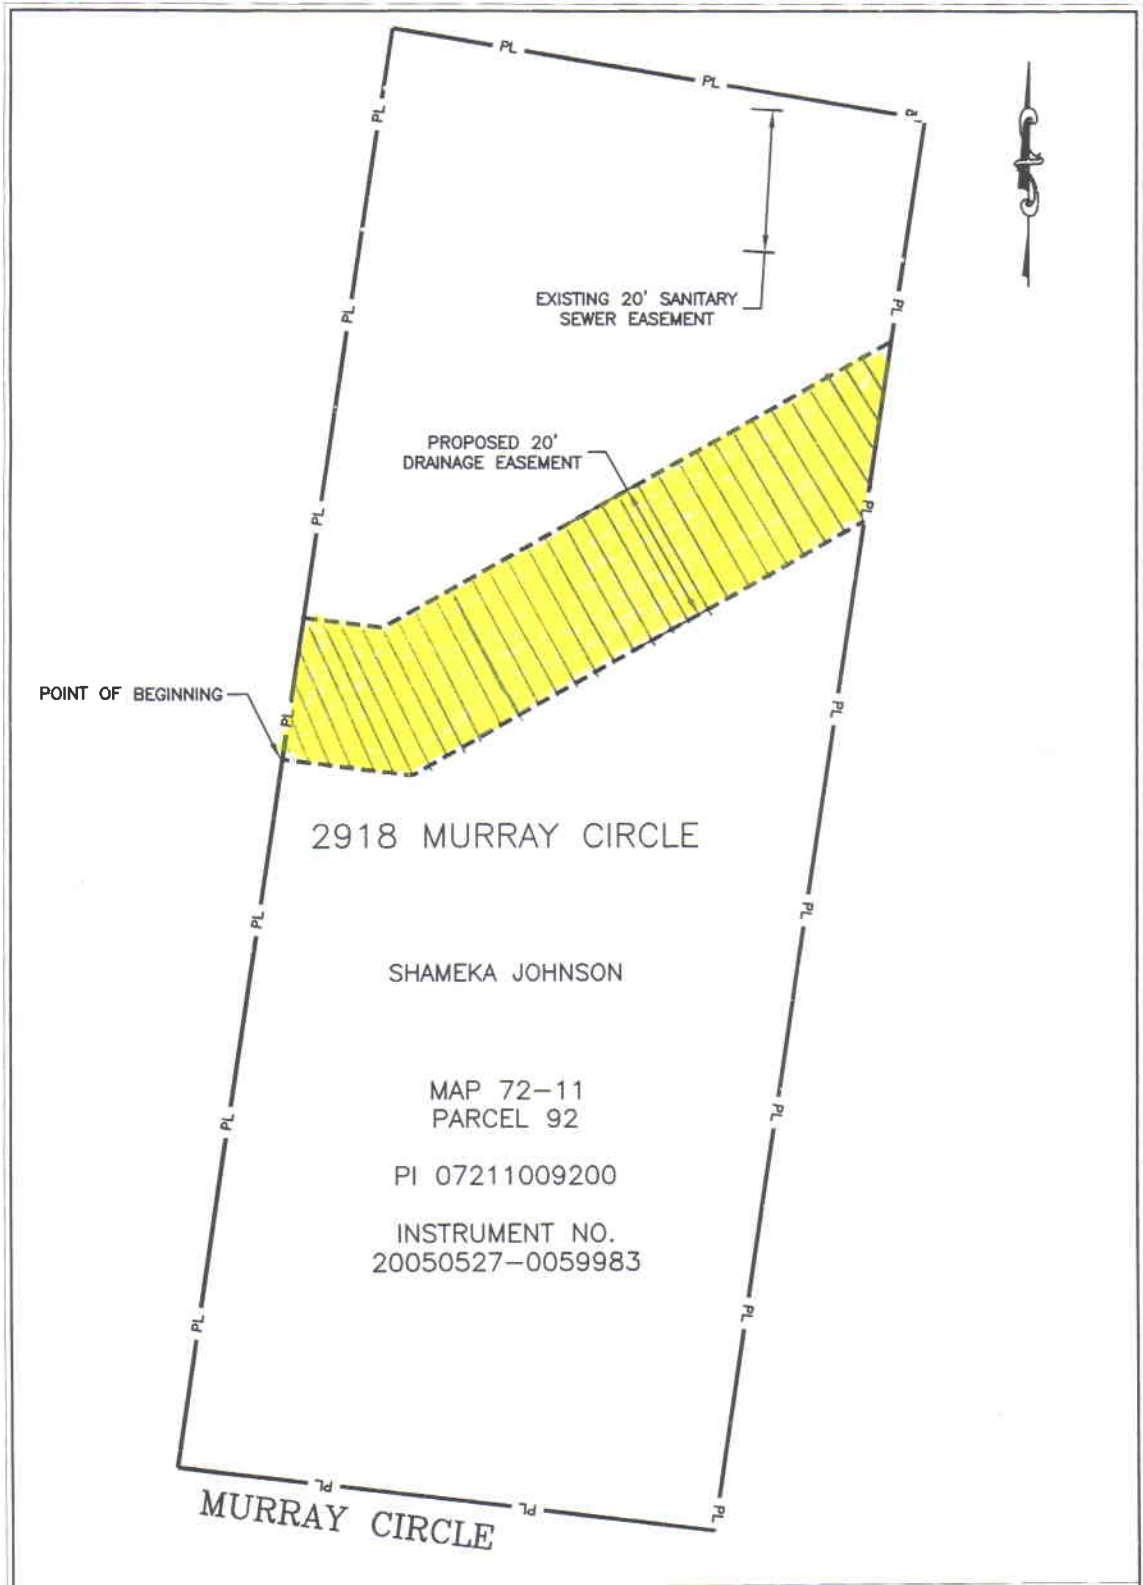 PL
PL
PL
PL
EXISTING 20' SANITARY
SEWER EASEMENT
PL
PL
PROPOSED 20'
DRAINAGE EASEMENT
PL
PL
POINT OF BEGINNING
PL
PL
2918 MURRAY CIRCLE
PL
PL
SHAMEKA JOHNSON
MAP 72-11
PARCEL 92
PL
PL
PI 07211009200
INSTRUMENT NO.
20050527-0059983
PL
PL
PL
PL
PL
MURRAY CIRCLE